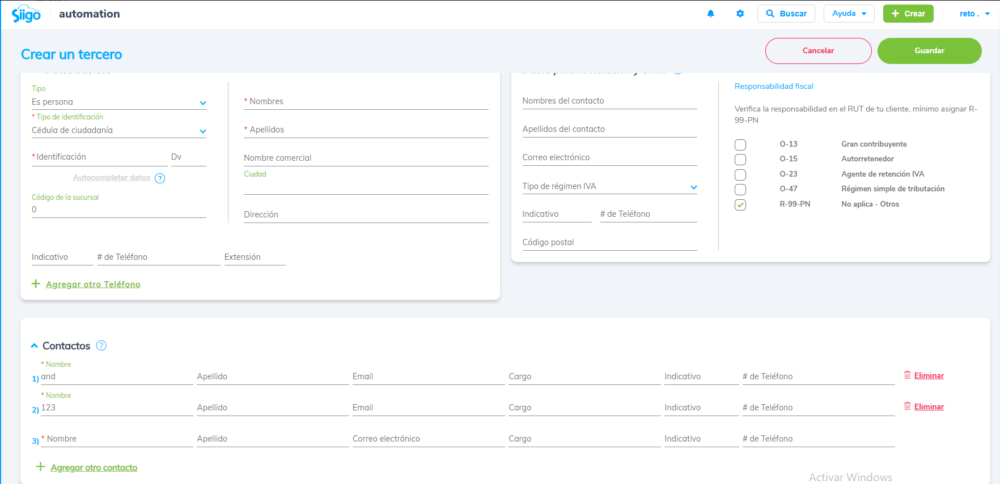 Siigo
automation
Buscar
Ayuda
Crear
reto .
Crear un tercero
Cancelar
Guardar
Tipo
Es persona
* Tipo de identificación
Cédula de ciudadanía
* Identificación
Dv
Autocompletar datos ?
Código de la sucursal
0
* Nombres
* Apellidos
Nombre comercial
Ciudad
Dirección
Indicativo
# de Teléfono
Extensión
+ Agregar otro Teléfono
Nombres del contacto
Apellidos del contacto
Correo electrónico
Tipo de régimen IVA
Indicativo
# de Teléfono
Código postal
Responsabilidad fiscal
Verifica la responsabilidad en el RUT de tu cliente, mínimo asignar R-
99-PN
O-13 Gran contribuyente
O-15 Autorretenedor
O-23 Agente de retención IVA
O-47 Régimen simple de tributación
R-99-PN No aplica - Otros
Contactos ?
* Nombre
1) and Apellido Email Cargo Indicativo # de Teléfono Eliminar
* Nombre
2) 123 Apellido Email Cargo Indicativo # de Teléfono Eliminar
3) * Nombre Apellido Correo electrónico Cargo Indicativo # de Teléfono
+ Agregar otro contacto
Activar Windows